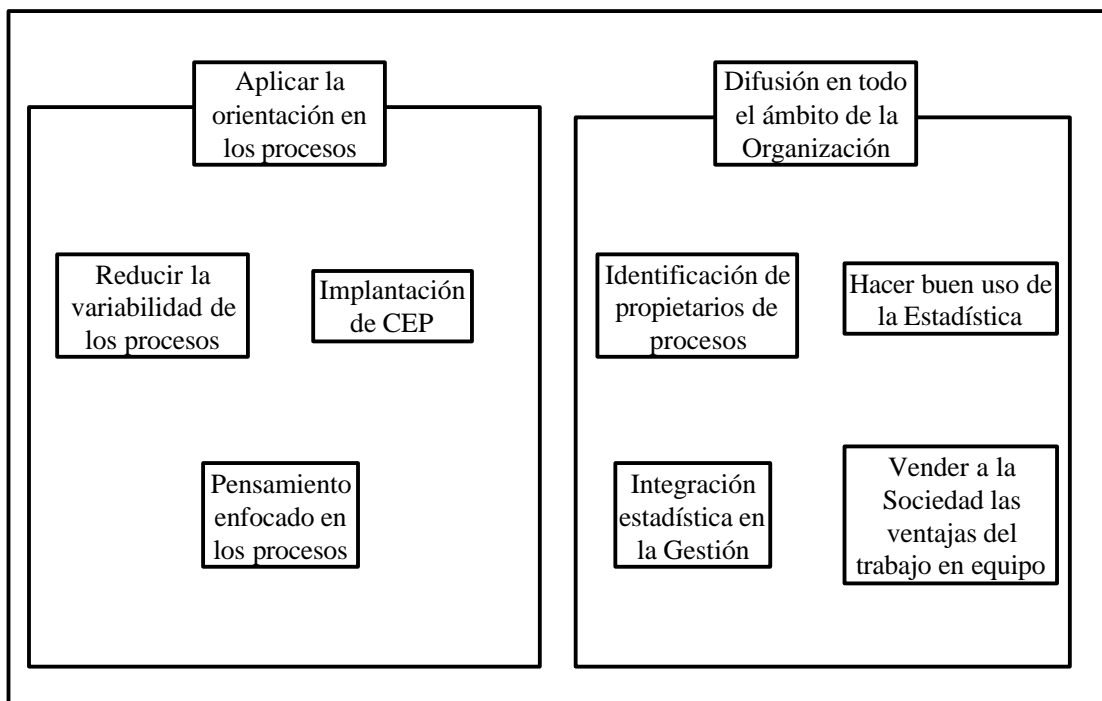 Aplicar la
orientación en
los procesos
Reducir la
variabilidad de
los procesos
Implantación
de CEP
Pensamiento
enfocado en
los procesos
Difusión en todo
el ámbito de la
Organización
Identificación de
propietarios de
procesos
Hacer buen uso de
la Estadística
Integración
estadística en
la Gestión
Vender a la
Sociedad las
ventajas del
trabajo en equipo